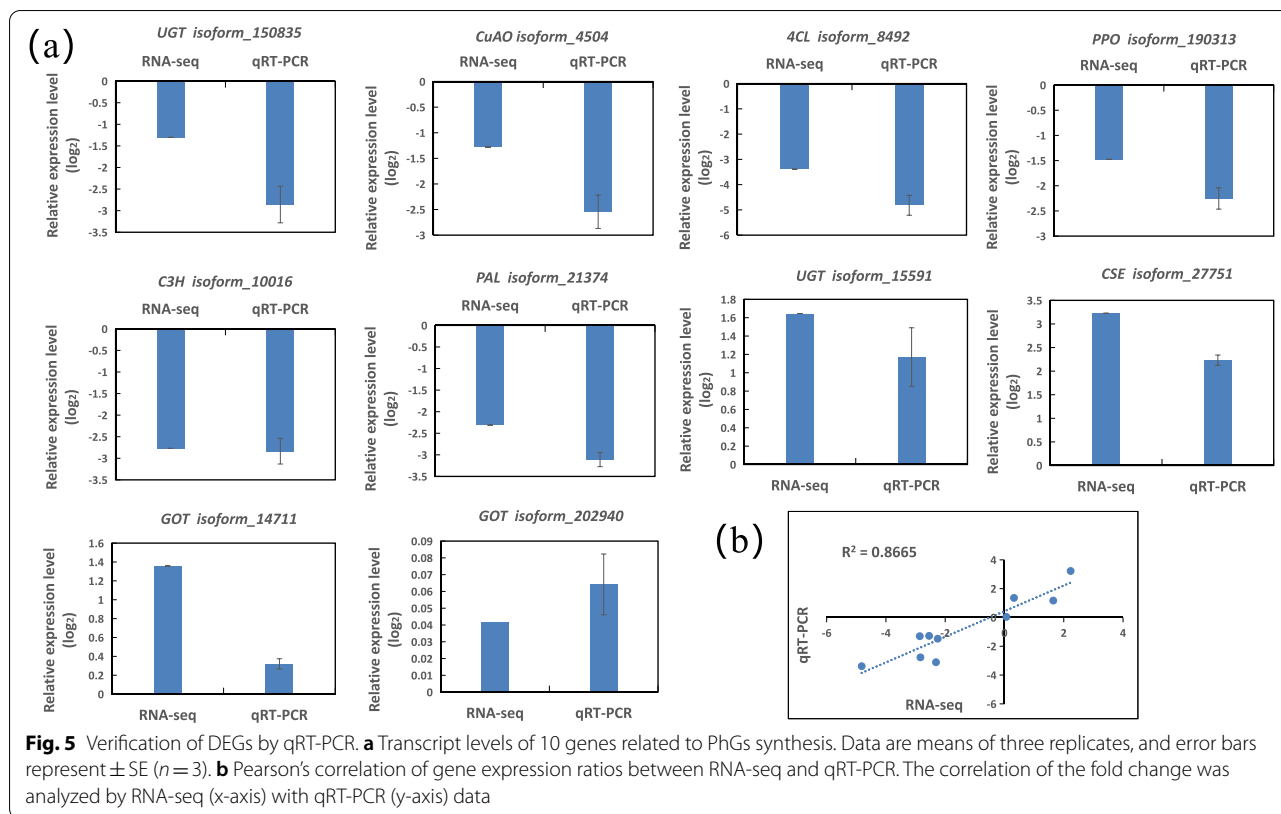 (a)
UGT isoform_150835
RNA-seq qRT-PCR
Relative expression level
(log2)
0
-0.5
-1
-1.5
-2
-2.5
-3
-3.5
CuAO isoform_4504
RNA-seq qRT-PCR
Relative expression level
(log2)
0
-0.5
-1
-1.5
-2
-2.5
-3
4CL isoform_8492
RNA-seq qRT-PCR
Relative expression level
(log2)
0
-1
-2
-3
-4
-5
-6
PPO isoform_190313
RNA-seq qRT-PCR
Relative expression level
(log2)
0
-0.5
-1
-1.5
-2
-2.5
-3
C3H isoform_10016
RNA-seq qRT-PCR
Relative expression level
(log2)
0
-0.5
-1
-1.5
-2
-2.5
-3
-3.5
PAL isoform_21374
RNA-seq qRT-PCR
Relative expression level
(log2)
0
-0.5
-1
-1.5
-2
-2.5
-3
-3.5
UGT isoform_15591
Relative expression level
(log2)
1.8
1.6
1.4
1.2
1
0.8
0.6
0.4
0.2
0
RNA-seq qRT-PCR
CSE isoform_27751
Relative expression level
(log2)
3.5
3
2.5
2
1.5
1
0.5
0
RNA-seq qRT-PCR
GOT isoform_14711
Relative expression level
(log2)
1.6
1.4
1.2
1
0.8
0.6
0.4
0.2
0
RNA-seq qRT-PCR
GOT isoform_202940
Relative expression level
(log2)
0.09
0.08
0.07
0.06
0.05
0.04
0.03
0.02
0.01
0
RNA-seq qRT-PCR
(b)
R² = 0.8665
qRT-PCR
4
2
0
-2
-4
-6
-6 -4 -2 0 2 4
RNA-seq
Fig. 5 Verification of DEGs by qRT-PCR. a Transcript levels of 10 genes related to PhGs synthesis. Data are means of three replicates, and error bars
represent ± SE (n = 3). b Pearson's correlation of gene expression ratios between RNA-seq and qRT-PCR. The correlation of the fold change was
analyzed by RNA-seq (x-axis) with qRT-PCR (y-axis) data